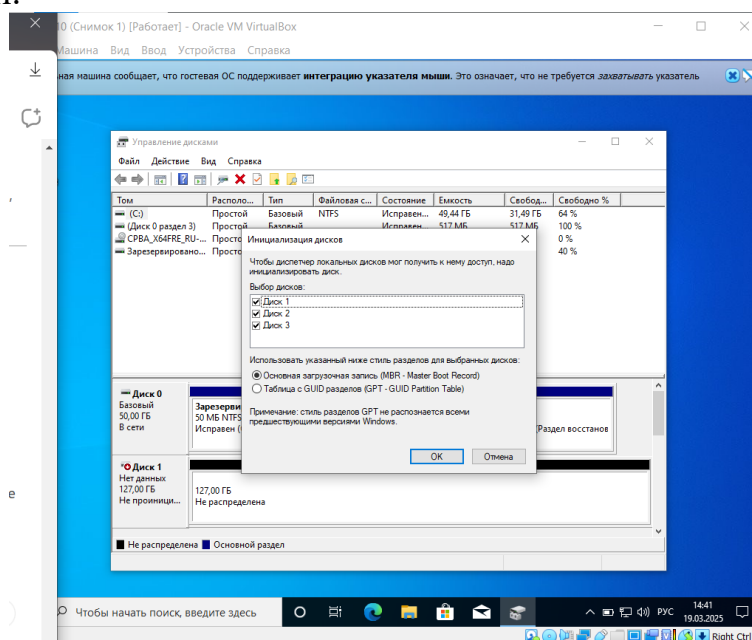 10 (Снимок 1) [Работает] - Oracle VM VirtualBox
Машина Вид Ввод Устройства Справка
ная машина сообщает, что гостевая ОС поддерживает интеграцию указателя мыши. Это означает, что не требуется захватывать указатель
Управление дисками
Файл Действие Вид Справка
Том Располо... Тип Файловая с... Состояние Емкость Свобод... Свободно %
(C:) Простой Базовый NTFS Исправен... 49,44 ГБ 31,49 ГБ 64 %
(Диск 0 раздел 3) Простой Базовый Исправен... 517 МБ 517 МБ 100 %
CPBA_X64FRE_RU-... Просто 0 %
Зарезервировано... Просто 40 %
Инициализация дисков
Чтобы диспетчер локальных дисков мог получить к нему доступ, надо
инициализировать диск.
Выбор дисков:
Диск 1
Диск 2
Диск 3
Использовать указанный ниже стиль разделов для выбранных дисков:
Основная загрузочная запись (MBR - Master Boot Record)
Таблица с GUID разделов (GPT - GUID Partition Table)
Примечание: стиль разделов GPT не распознается всеми
предшествующими версиями Windows.
OK Отмена
Диск 0
Базовый
50,00 ГБ
В сети
Зарезерви
50 МБ NTFS
Исправен (
(Раздел восстанов
Диск 1
Нет данных
127,00 ГБ
Не проиници...
127,00 ГБ
Не распределена
Не распределена Основной раздел
е
Чтобы начать поиск, введите здесь
РУС
14:41
19.03.2025
Right Ctrl